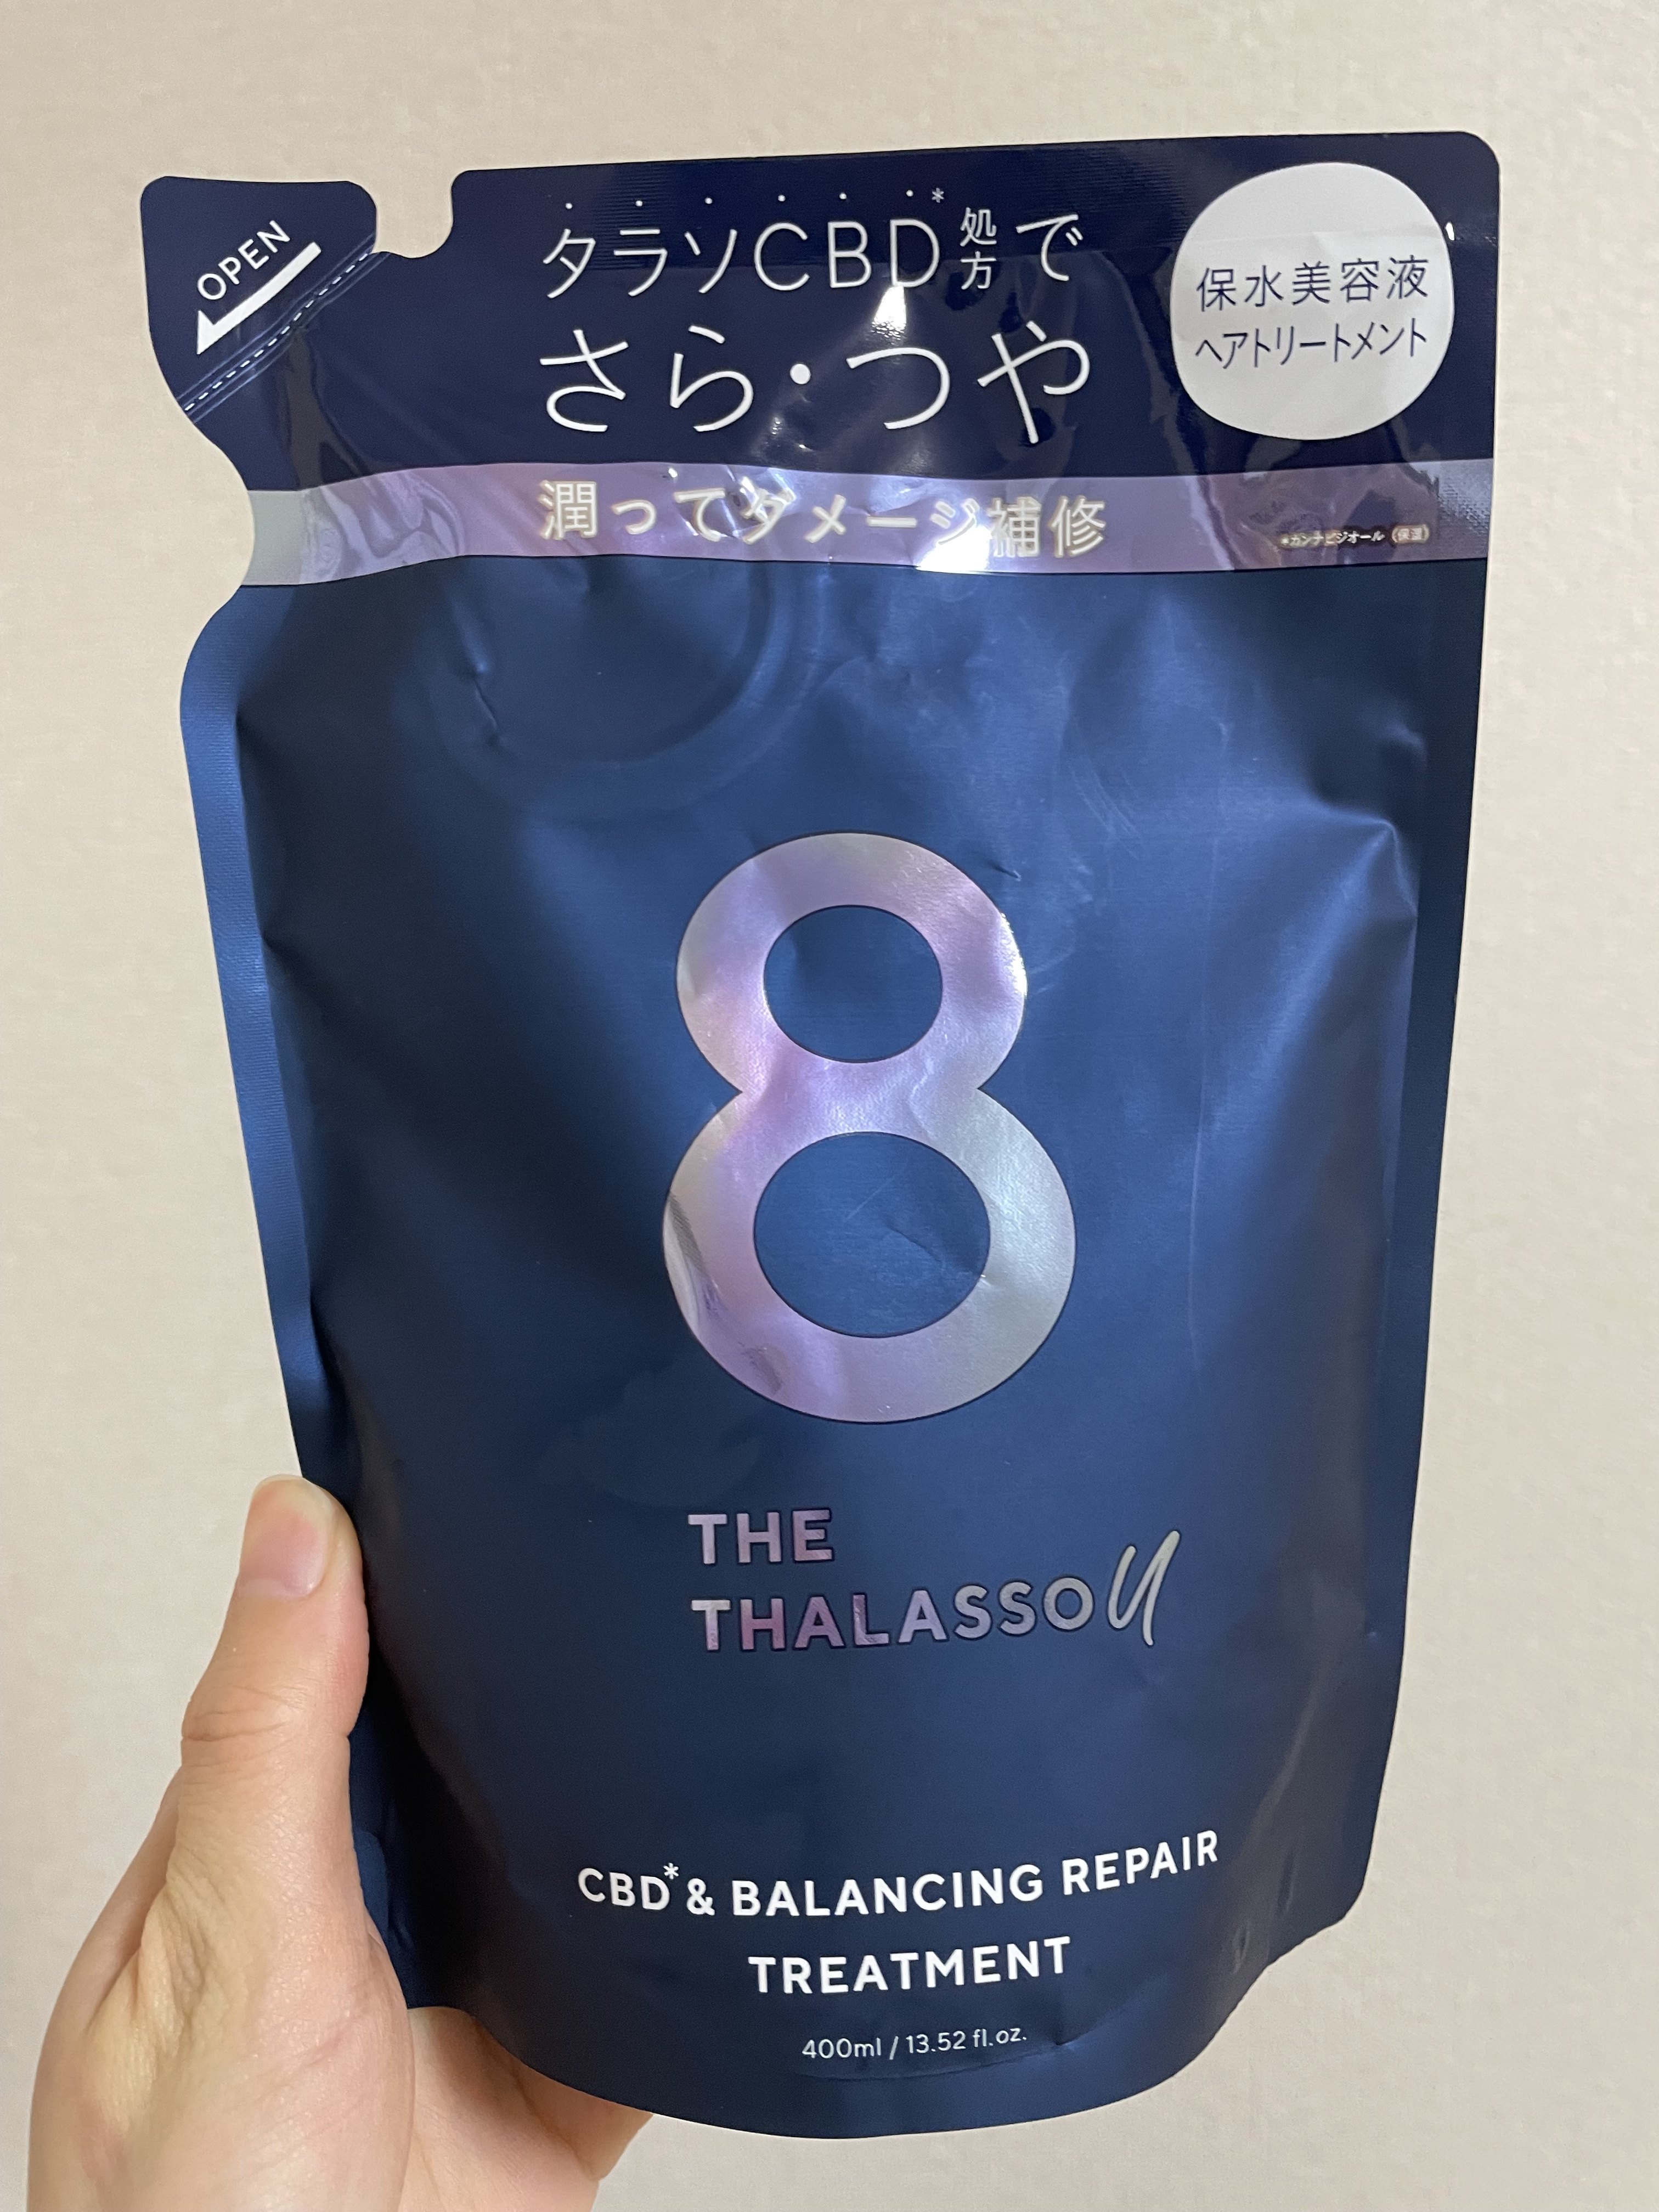 OPEN
タラソCBD*処方で
さら・つや
保水美容液
ヘアトリートメント
潤ってダメージ補修
*カンナビジオール(保湿)
8
THE
THALASSO u
CBD* & BALANCING REPAIR
TREATMENT
400ml / 13.52 fl.oz.